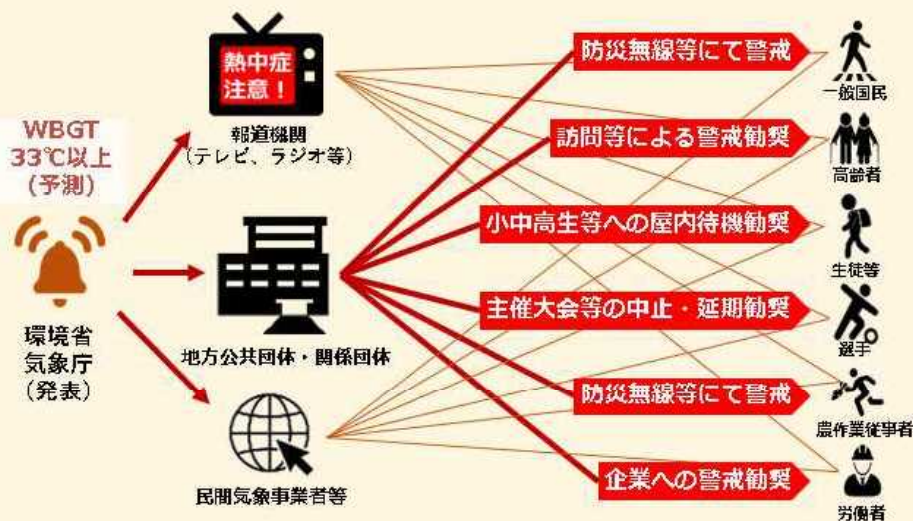 WBGT
33℃以上
(予測)
環境省
気象庁
(発表)
熱中症
注意！
報道機関
(テレビ、ラジオ等)
地方公共団体・関係団体
民間気象事業者等
防災無線等にて警戒
訪問等による警戒勧奨
小中高生等への屋内待機勧奨
主催大会等の中止・延期勧奨
防災無線等にて警戒
企業への警戒勧奨
一般国民
高齢者
生徒等
選手
農作業従事者
労働者